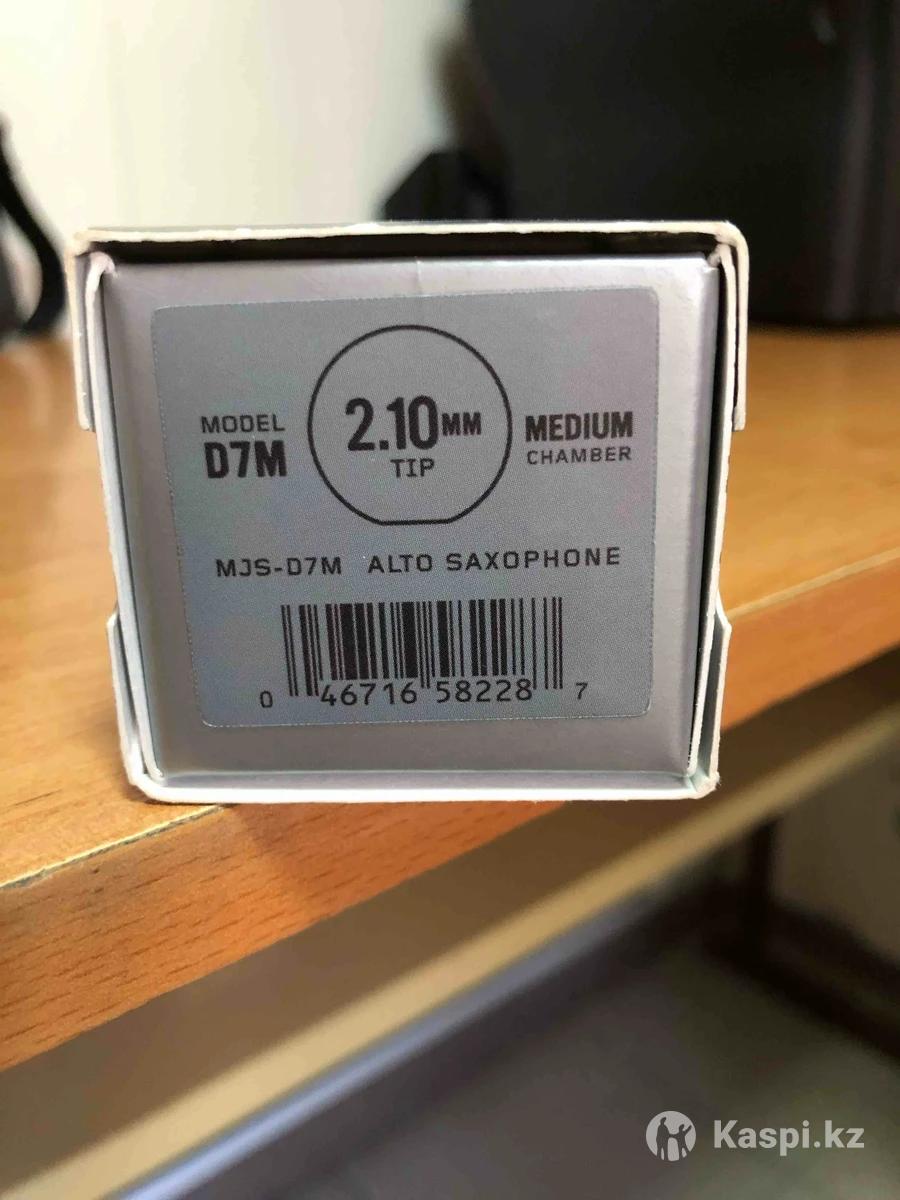 MODEL
D7M
2.10MM
TIP
MEDIUM
CHAMBER
MJS-D7M ALTO SAXOPHONE
0 46716 58228 7
Kaspi.kz